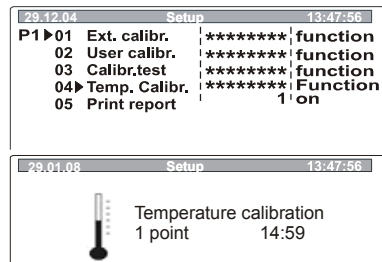 29.12.04 Setup 13:47:56
P1 01 Ext. calibr. ******** function
02 User calibr. ******** function
03 Calibr.test ******** function
04 Temp. Calibr. ******** Function
05 Print report 1 on
29.01.08 Setup 13:47:56
Temperature calibration
1 point 14:59